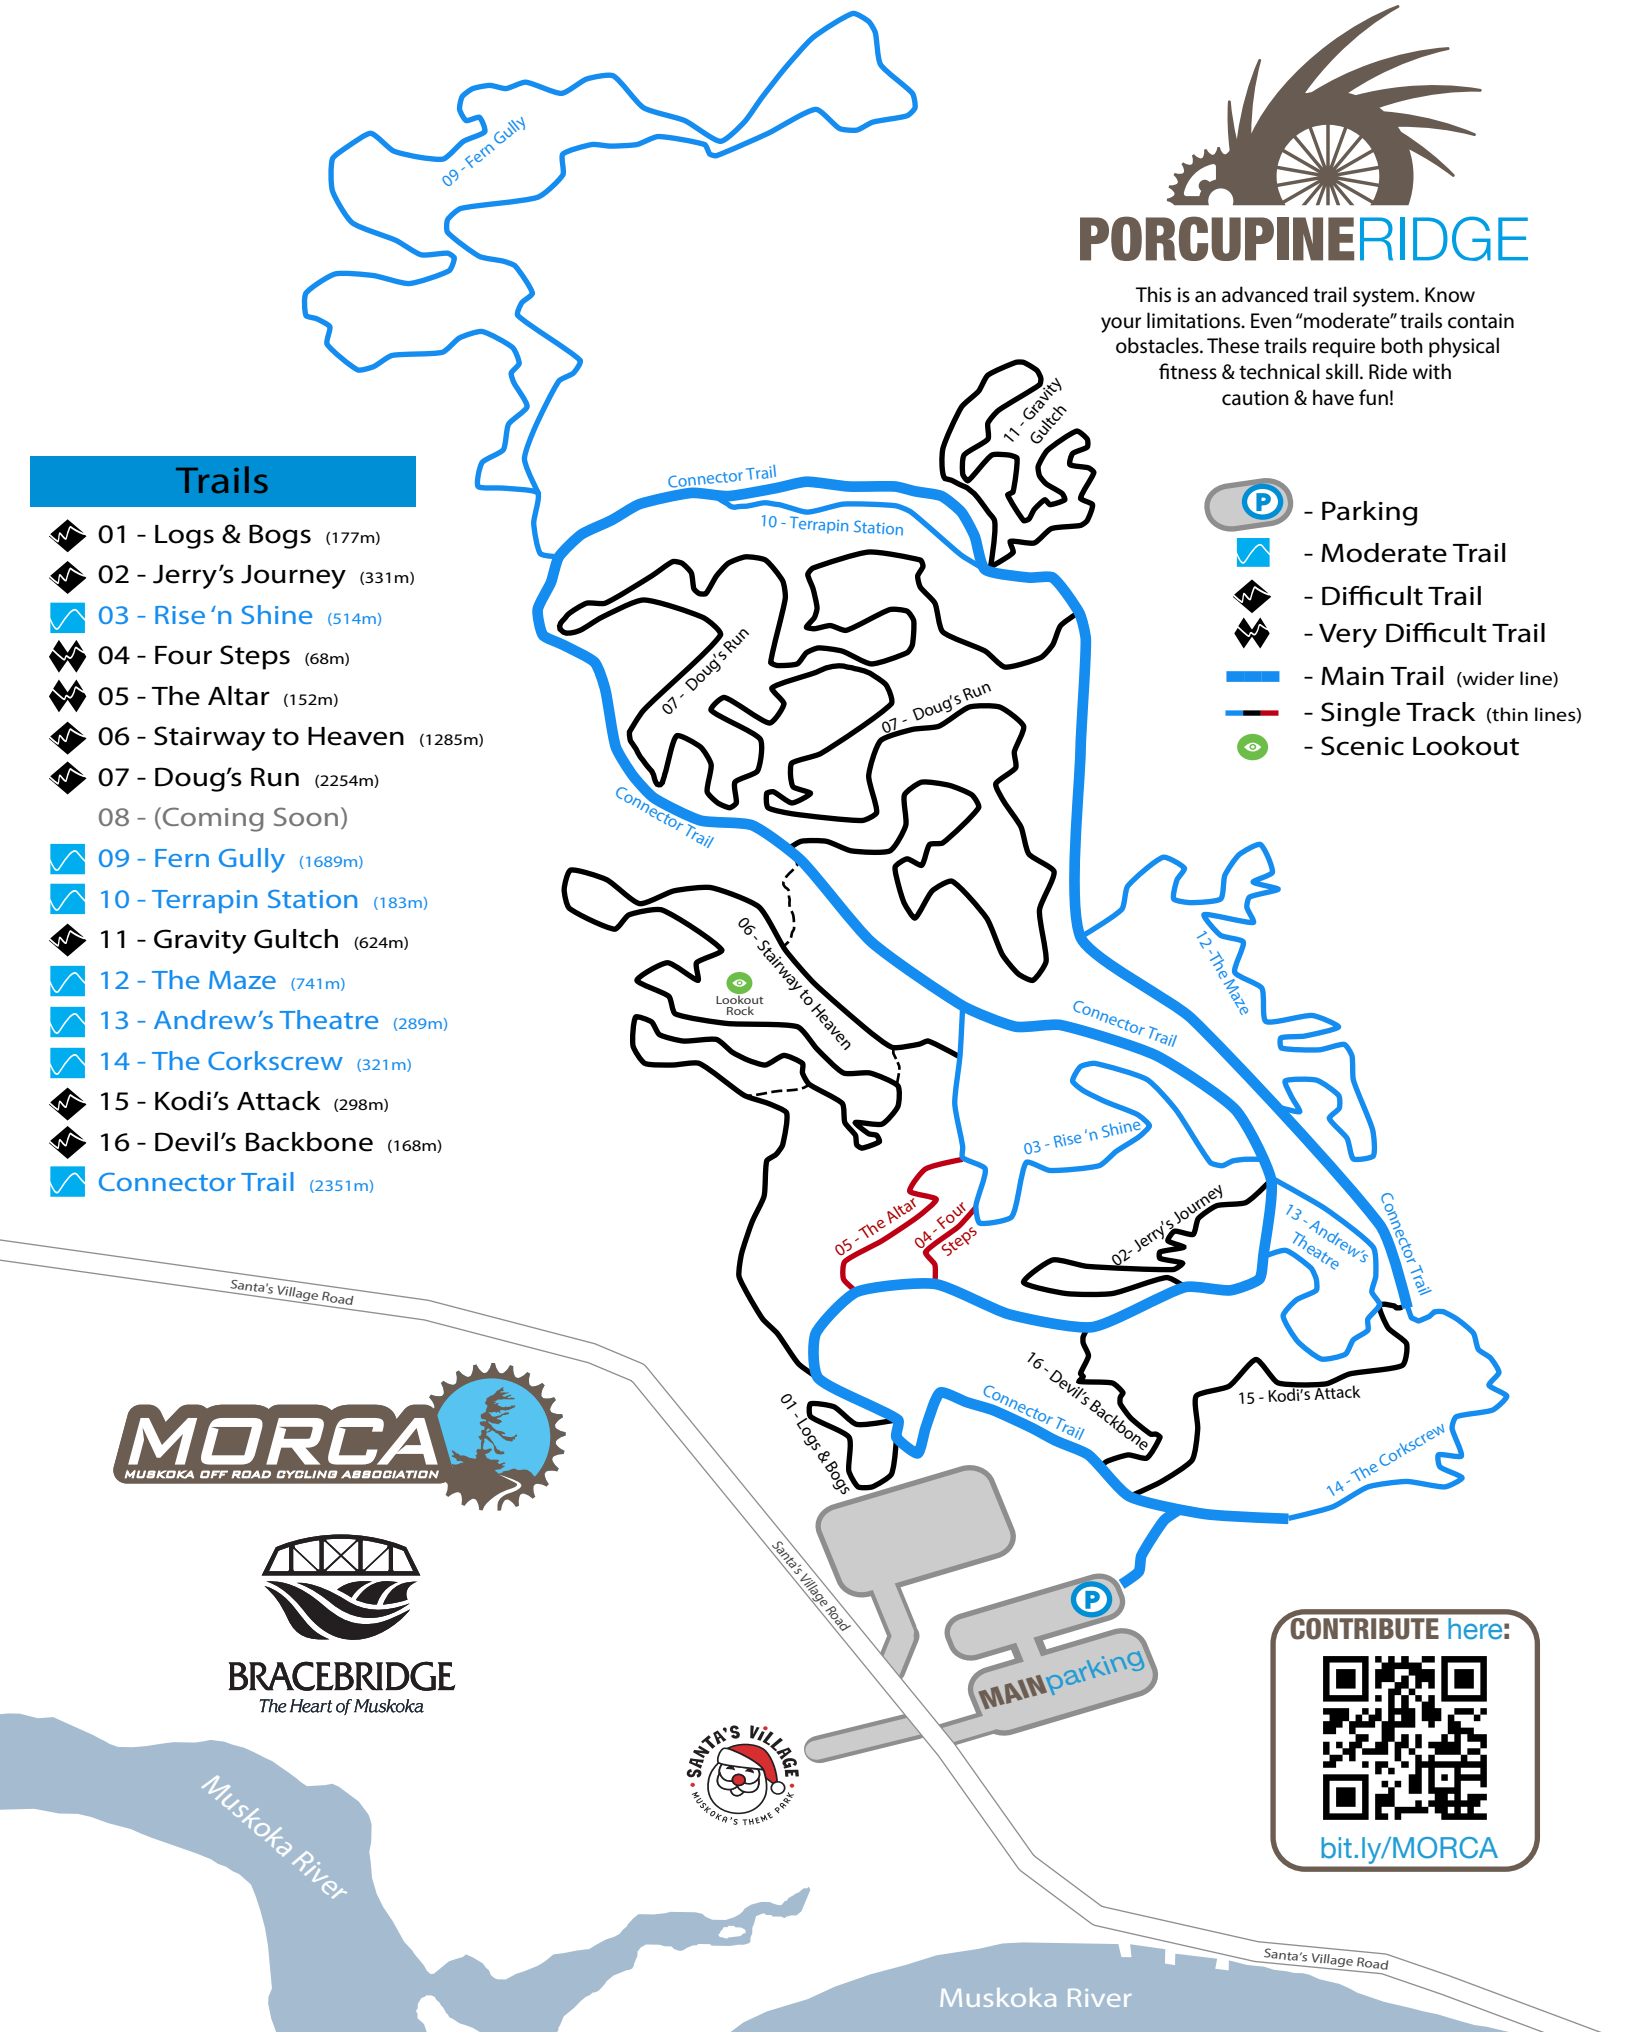 09 - Fern Gully
PORCUPINERIDGE
This is an advanced trail system. Know
your limitations. Even “moderate” trails contain
obstacles. These trails require both physical
fitness & technical skill. Ride with
caution & have fun!
11 - Gravity
Gultch
Connector Trail
10 - Terrapin Station
Trails
01 - Logs & Bogs (177m)
02 - Jerry’s Journey (331m)
03 - Rise ‘n Shine (514m)
04 - Four Steps (68m)
05 - The Altar (152m)
06 - Stairway to Heaven (1285m)
07 - Doug’s Run (2254m)
08 - (Coming Soon)
09 - Fern Gully (1689m)
10 - Terrapin Station (183m)
11 - Gravity Gultch (624m)
12 - The Maze (741m)
13 - Andrew’s Theatre (289m)
14 - The Corkscrew (321m)
15 - Kodi’s Attack (298m)
16 - Devil’s Backbone (168m)
Connector Trail (2351m)
P
- Parking
- Moderate Trail
- Difficult Trail
- Very Difficult Trail
- Main Trail (wider line)
- Single Track (thin lines)
- Scenic Lookout
07 - Doug’s Run
07 - Doug’s Run
Connector Trail
06 - Stairway to Heaven
Lookout
Rock
12 -The Maze
Connector Trail
03 - Rise ‘n Shine
05 - The Altar
04 - Four
Steps
02- Jerry’s Journey
13 - Andrew’s
Theatre
Connector Trail
Santa's Village Road
16 - Devil’s Backbone
15 - Kodi’s Attack
Connector Trail
01 - Logs & Bogs
14 - The Corkscrew
MORCA
MUSKOKA OFF ROAD CYCLING ASSOCIATION
Santa's Village Road
P
MAINparking
BRACEBRIDGE
The Heart of Muskoka
SANTA'S ViLLAGE
MUSKOKA'S THEME PARK
CONTRIBUTE here:
bit.ly/MORCA
Muskoka River
Santa's Village Road
Muskoka River